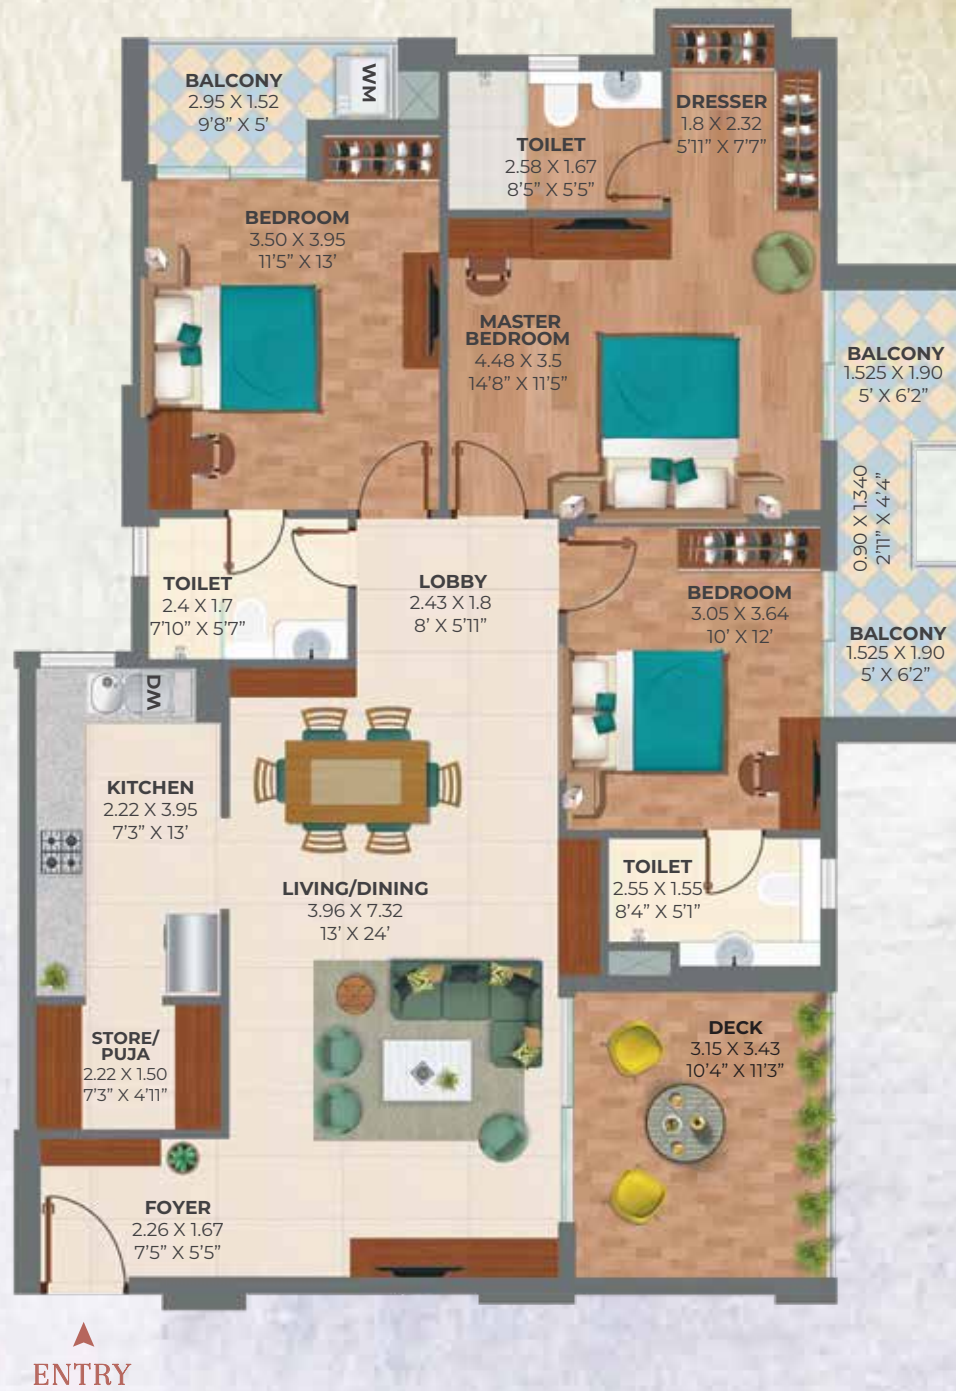 BALCONY
2.95 X 1.52
9’8” X 5’
WM
TOILET
2.58 X 1.67
8’5” X 5’5”
DRESSER
1.8 X 2.32
5’11” X 7’7”
BEDROOM
3.50 X 3.95
11’5” X 13’
MASTER
BEDROOM
4.48 X 3.5
14’8” X 11’5”
BALCONY
1.525 X 1.90
5’ X 6’2”
0.90 X 1.340
2’11” X 4’4”
TOILET
2.4 X 1.7
7’10” X 5’7”
LOBBY
2.43 X 1.8
8’ X 5’11”
BEDROOM
3.05 X 3.64
10’ X 12’
BALCONY
1.525 X 1.90
5’ X 6’2”
DW
KITCHEN
2.22 X 3.95
7’3” X 13’
LIVING/DINING
3.96 X 7.32
13’ X 24’
TOILET
2.55 X 1.55
8’4” X 5’1”
STORE/
PUJA
2.22 X 1.50
7’3” X 4’11”
DECK
3.15 X 3.43
10’4” X 11’3”
FOYER
2.26 X 1.67
7’5” X 5’5”
ENTRY